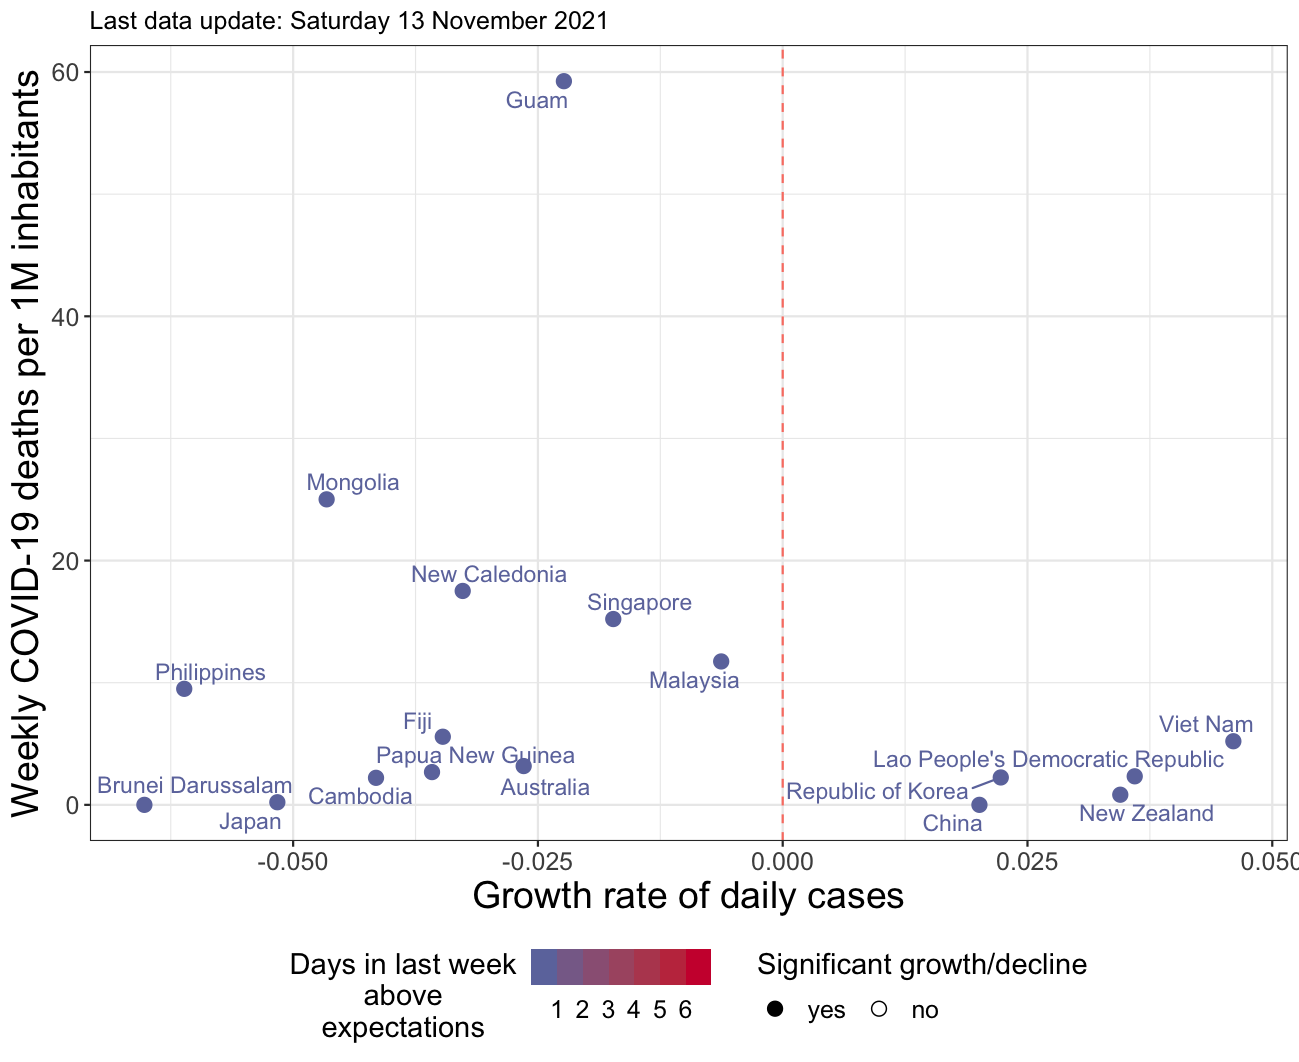 Last data update: Saturday 13 November 2021
Weekly COVID-19 deaths per 1M inhabitants
60
40
20
0
Guam
Mongolia
New Caledonia
Singapore
Malaysia
Philippines
Fiji
Viet Nam
Papua New Guinea
Lao People's Democratic Republic
Brunei Darussalam
Australia
Republic of Korea
Cambodia
New Zealand
Japan
China
-0.050 -0.025 0.000 0.025 0.050
Growth rate of daily cases
Days in last week
above
expectations
1 2 3 4 5 6
Significant growth/decline
yes no